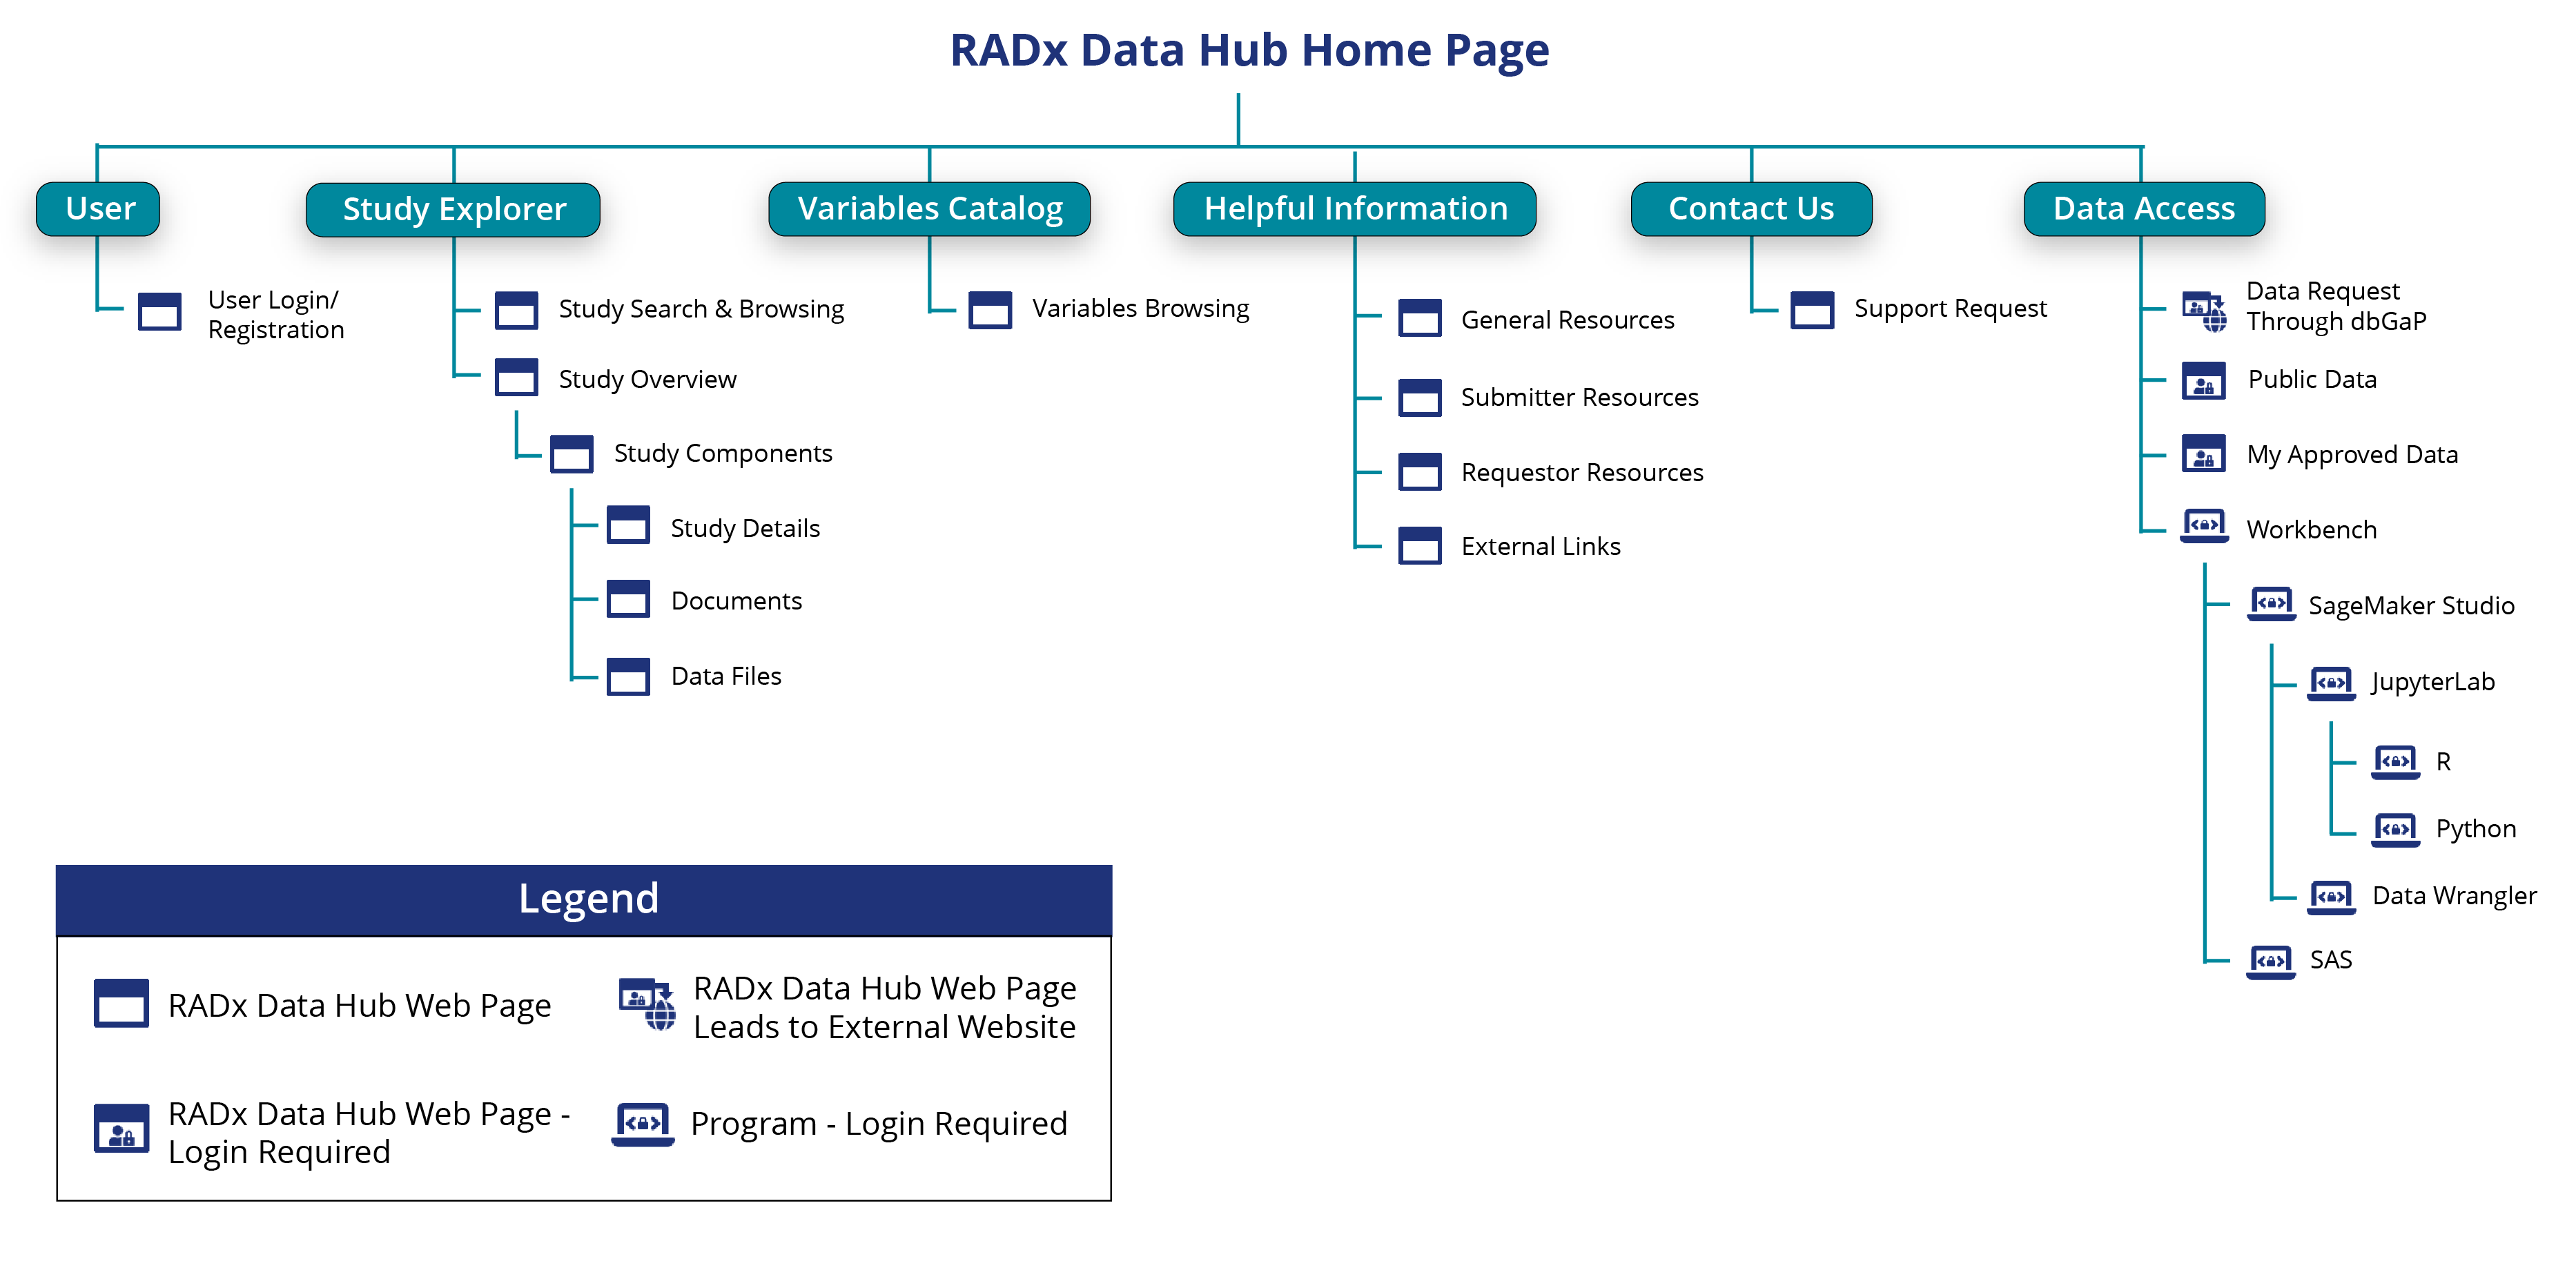 RADx Data Hub Home Page
User
Study Explorer
Variables Catalog
Helpful Information
Contact Us
Data Access
User Login/
Registration
Study Search & Browsing
Study Overview
Study Components
Study Details
Documents
Data Files
Variables Browsing
General Resources
Submitter Resources
Requestor Resources
External Links
Support Request
Data Request
Through dbGaP
Public Data
My Approved Data
Workbench
SageMaker Studio
JupyterLab
R
Python
Data Wrangler
SAS
Legend
RADx Data Hub Web Page
RADx Data Hub Web Page
Leads to External Website
RADx Data Hub Web Page -
Login Required
Program - Login Required